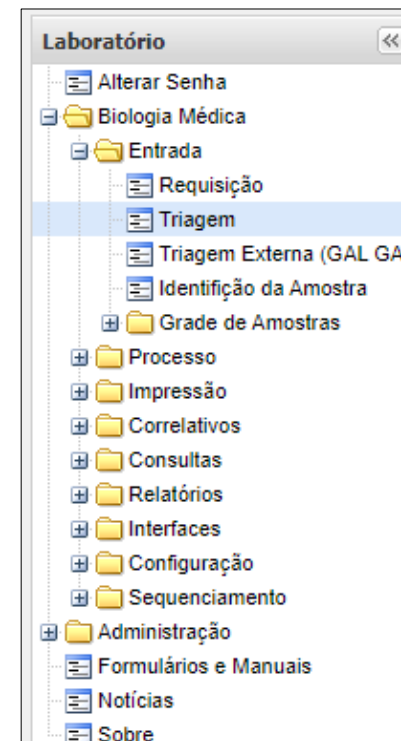 Laboratório
Alterar Senha
Biologia Médica
Entrada
Requisição
Triagem
Triagem Externa (GAL GA
Identifição da Amostra
Grade de Amostras
Processo
Impressão
Correlativos
Consultas
Relatórios
Interfaces
Configuração
Sequenciamento
Administração
Formulários e Manuais
Notícias
Sobre